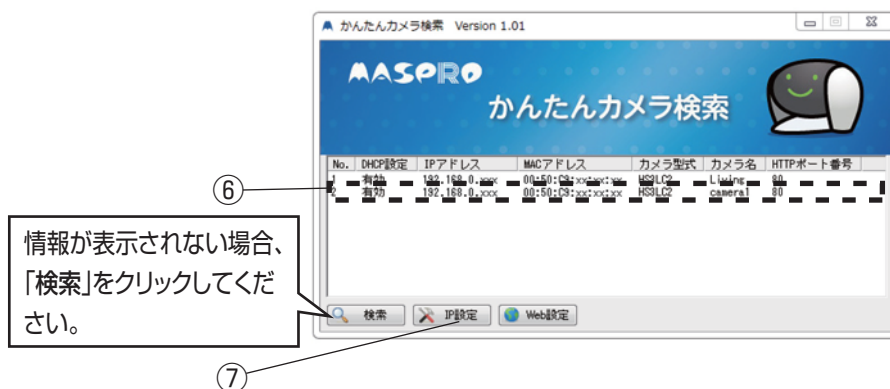 かんたんカメラ検索 Version 1.01
MASPRO
かんたんカメラ検索
No. DHCP設定 IPアドレス MACアドレス カメラ型式 カメラ名 HTTPポート番号
1 有効 192.168.0.xxx 00:50:C9:xx:xx:xx HS3LC2 Living 80
2 有効 192.168.0.xxx 00:50:C9:xx:xx:xx HS3LC2 camera1 80
⑥
情報が表示されない場合、
「検索」をクリックしてくだ
さい。
検索 IP設定 Web設定
⑦